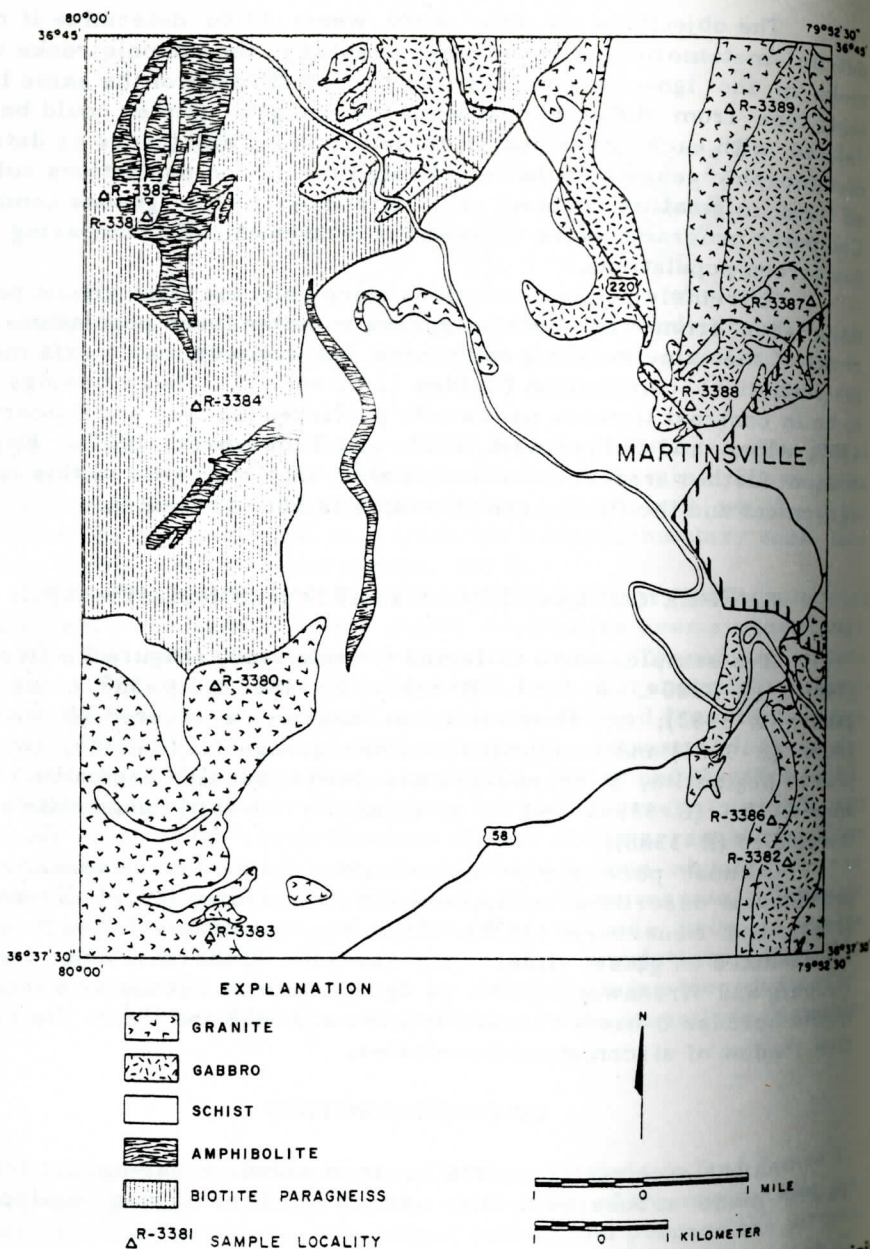 80°00'
36°45'
79°52'30"
36°45'
R-3389
R-3385
R-338
220
R-3387
R-3384
R-3388
MARTINSVILLE
R-3380
R-3386
58
R-3382
R-3383
36°37'30"
80°00'
36°37'30"
79°52'30"
EXPLANATION
GRANITE
GABBRO
SCHIST
AMPHIBOLITE
BIOTITE PARAGNEISS
R-3381 SAMPLE LOCALITY
N
1 0 1 MILE
1 0 1 KILOMETER